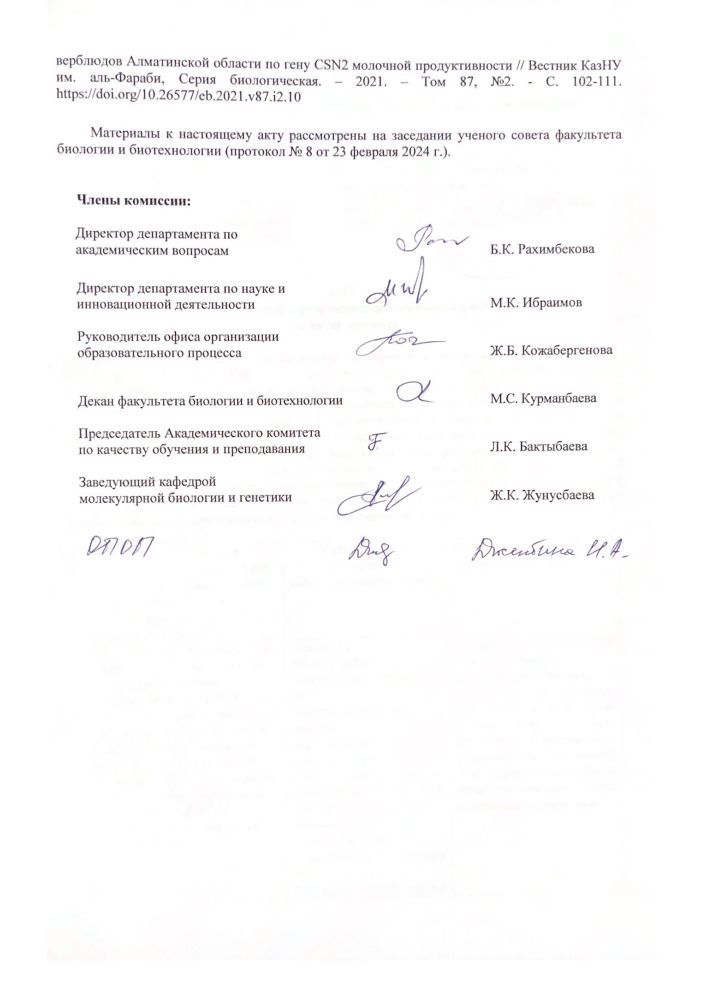 верблюдов Алматинской области по гену CSN2 молочной продуктивности // Вестник КазНУ
им. аль-Фараби, Серия биологическая. – 2021. – Том 87, №2. - С. 102-111.
https://doi.org/10.26577/eb.2021.v87.i2.10
Материалы к настоящему акту рассмотрены на заседании ученого совета факультета
биологии и биотехнологии (протокол № 8 от 23 февраля 2024 г.).
Члены комиссии:
Директор департамента по
академическим вопросам
Б.К. Рахимбекова
Директор департамента по науке и
инновационной деятельности
М.К. Ибраимов
Руководитель офиса организации
образовательного процесса
Ж.Б. Кожабергенова
Декан факультета биологии и биотехнологии
М.С. Курманбаева
Председатель Академического комитета
по качеству обучения и преподавания
Л.К. Бактыбаева
Заведующий кафедрой
молекулярной биологии и генетики
Ж.К. Жунусбаева
ДПОП
И.А.